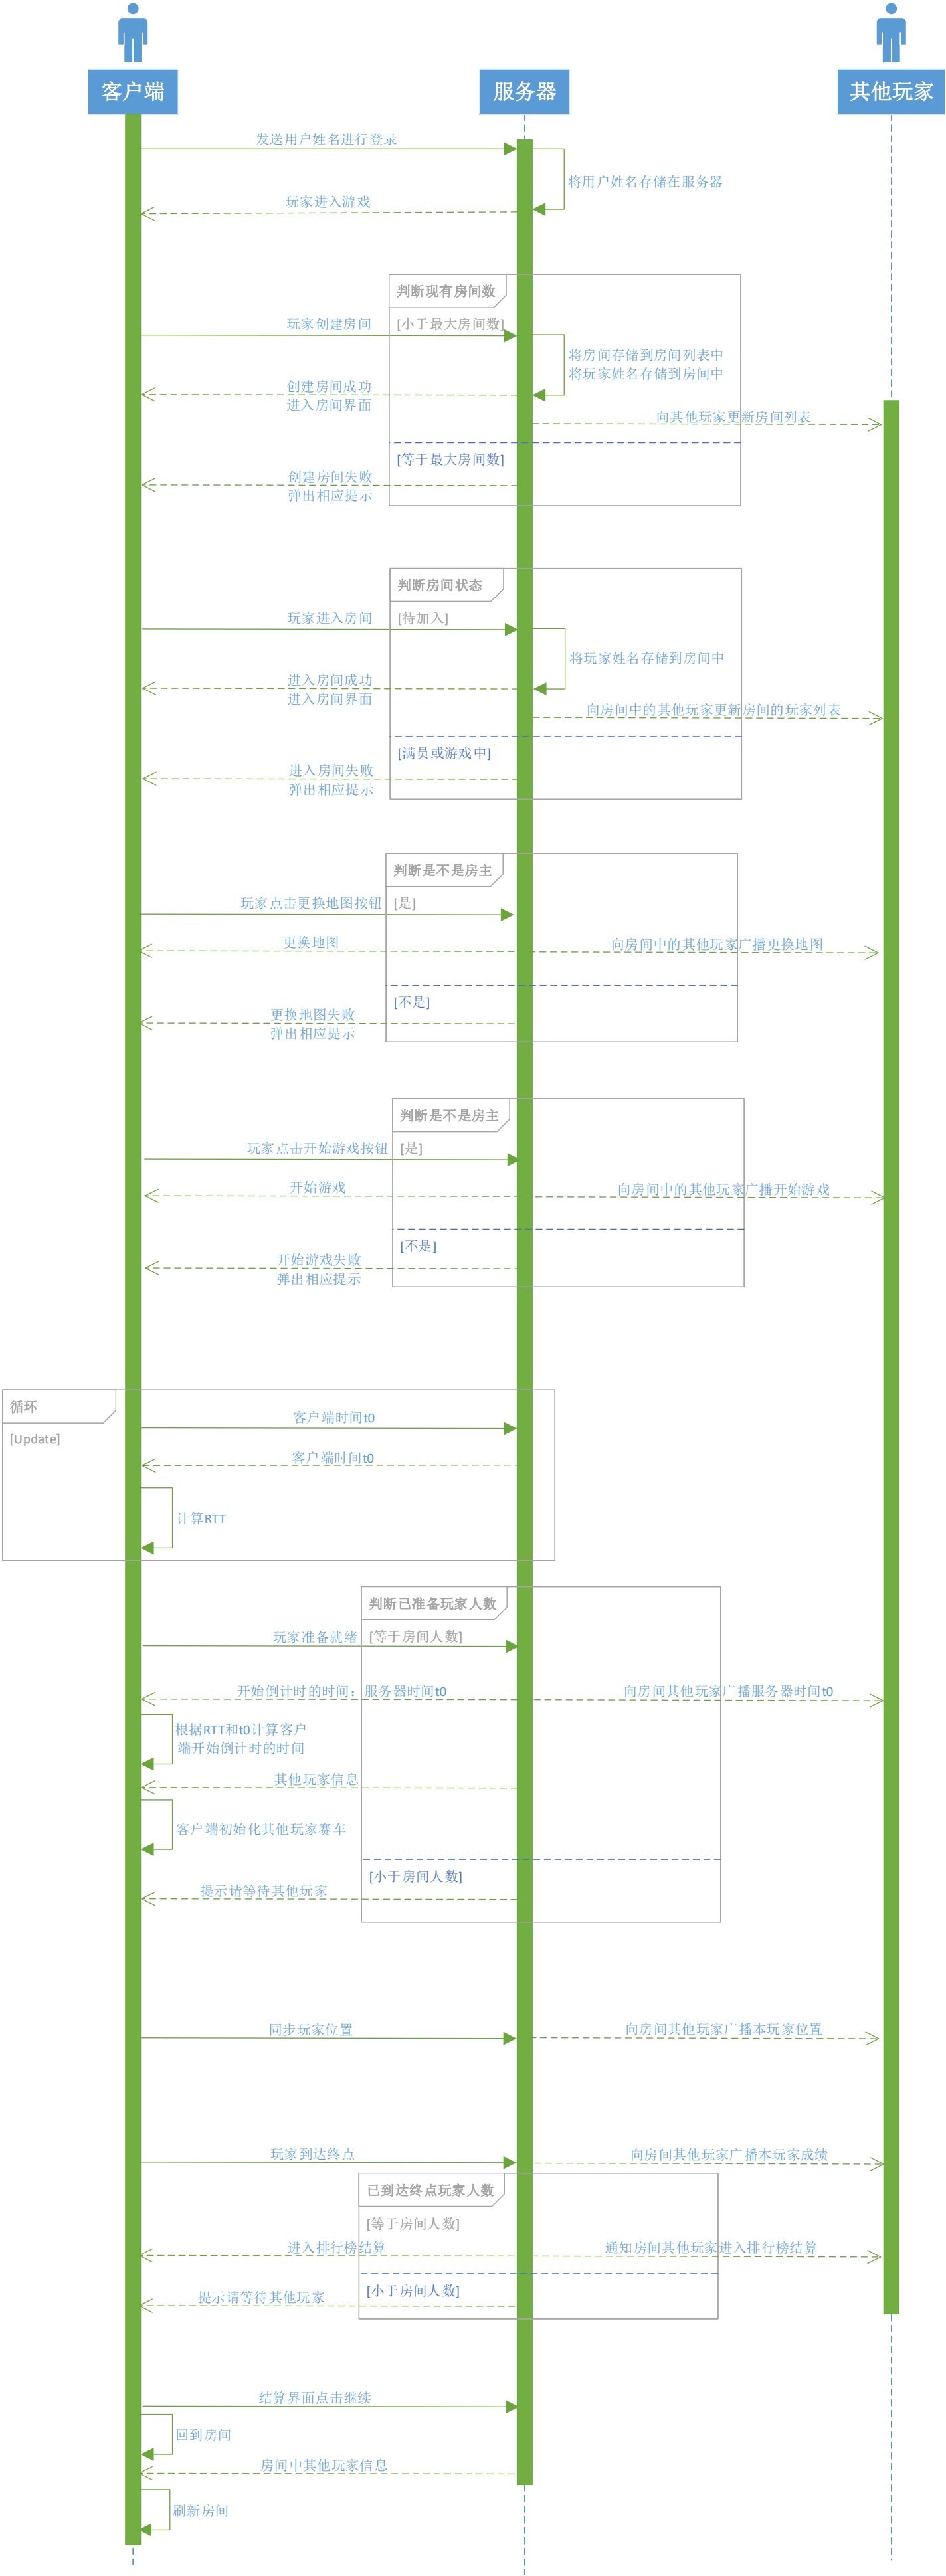 客户端
服务器
其他玩家
发送用户姓名进行登录
将用户姓名存储在服务器
玩家进入游戏
判断现有房间数
玩家创建房间
[小于最大房间数]
将房间存储到房间列表中
将玩家姓名存储到房间中
创建房间成功
进入房间界面
向其他玩家更新房间列表
[等于最大房间数]
创建房间失败
弹出相应提示
判断房间状态
玩家进入房间
[待加入]
将玩家姓名存储到房间中
进入房间成功
进入房间界面
向房间中的其他玩家更新房间的玩家列表
[满员或游戏中]
进入房间失败
弹出相应提示
判断是不是房主
玩家点击更换地图按钮
[是]
更换地图
向房间中的其他玩家广播更换地图
[不是]
更换地图失败
弹出相应提示
判断是不是房主
玩家点击开始游戏按钮
[是]
开始游戏
向房间中的其他玩家广播开始游戏
[不是]
开始游戏失败
弹出相应提示
循环
[Update]
客户端时间t0
客户端时间t0
计算RTT
判断已准备玩家人数
玩家准备就绪
[等于房间人数]
开始倒计时的时间：服务器时间t0
向房间其他玩家广播服务器时间t0
根据RTT和t0计算客户
端开始倒计时的时间
其他玩家信息
客户端初始化其他玩家赛车
[小于房间人数]
提示请等待其他玩家
同步玩家位置
向房间其他玩家广播本玩家位置
玩家到达终点
向房间其他玩家广播本玩家成绩
已到达终点玩家人数
[等于房间人数]
进入排行榜结算
通知房间其他玩家进入排行榜结算
[小于房间人数]
提示请等待其他玩家
结算界面点击继续
回到房间
房间中其他玩家信息
刷新房间